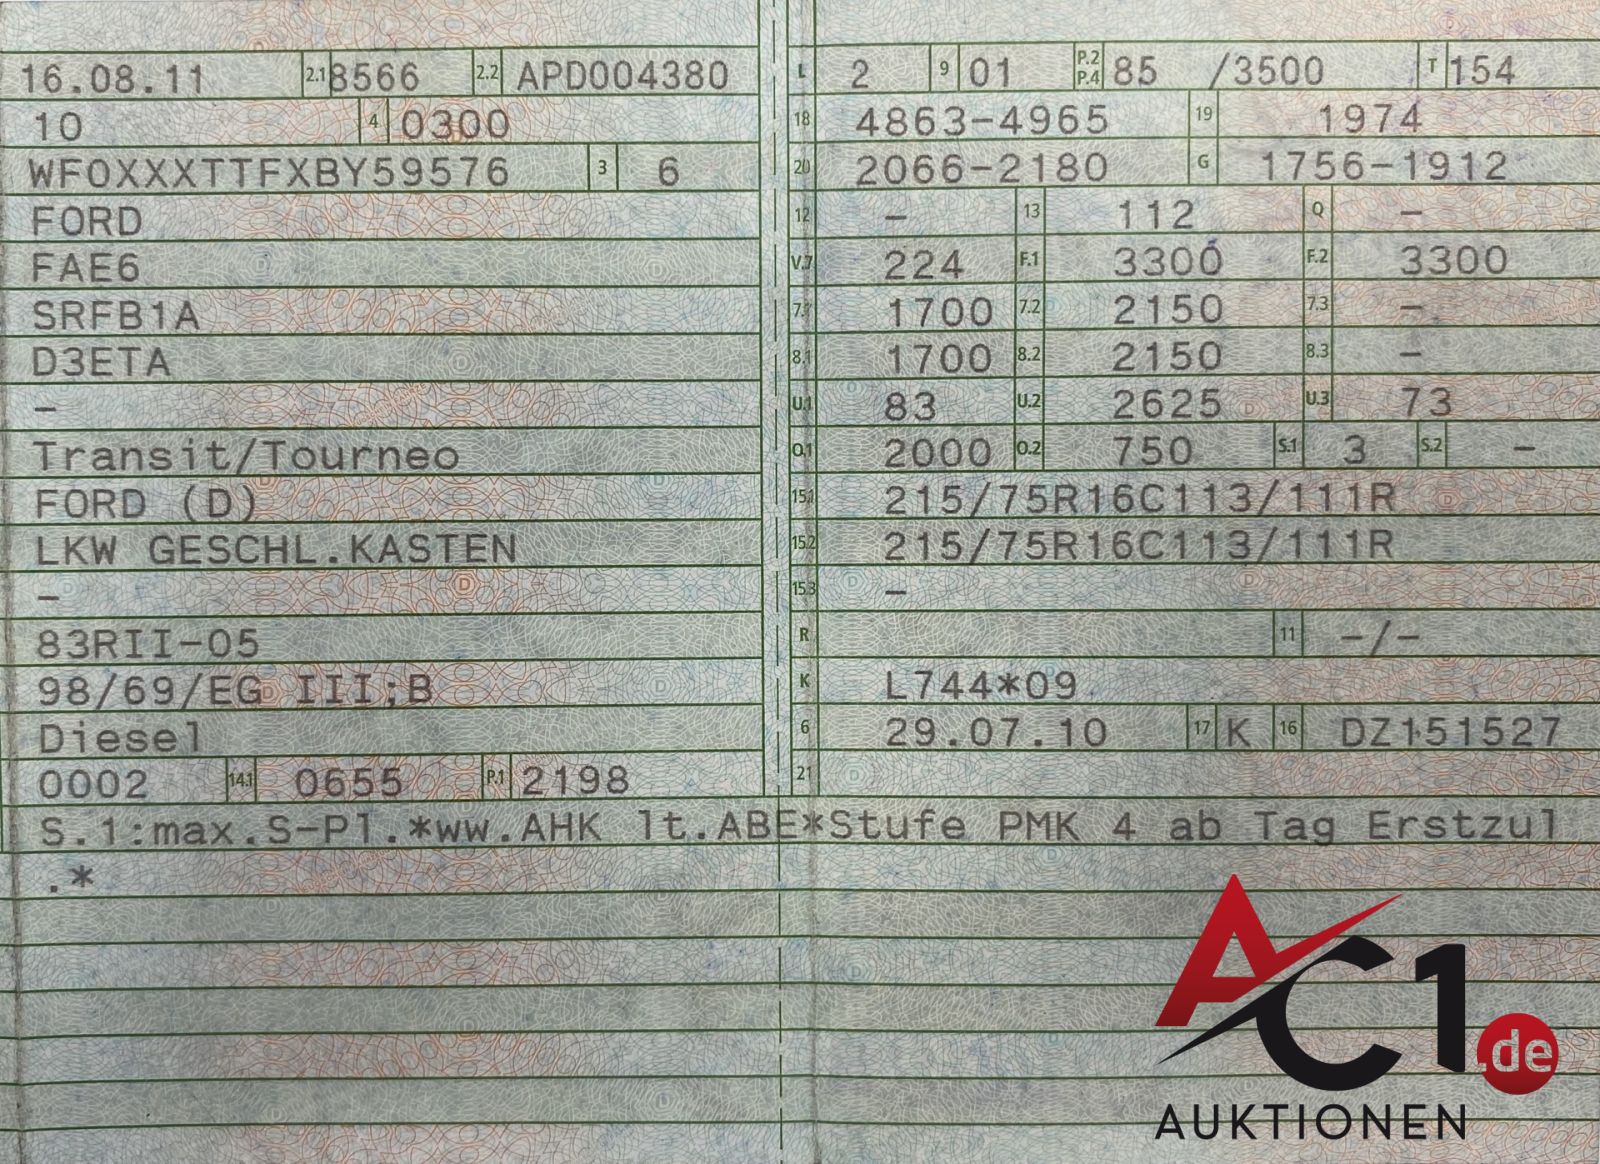 16.08.11 2.1 8566 2.2 APD004380
10 4 0300
WF0XXXTTFXBY59576 3 6
FORD
FAE6
SRFB1A
D3ETA
–
Transit/Tourneo
FORD (D)
LKW GESCHL.KASTEN
–
83RII-05
98/69/EG III;B
Diesel
0002 14.1 0655 P.1 2198
L 2 9 01 P.2 P.4 85 /3500 T 154
18 4863-4965 19 1974
20 2066-2180 G 1756-1912
12 – 13 112 Q –
V.7 224 F.1 3300 F.2 3300
7.1 1700 7.2 2150 7.3 –
8.1 1700 8.2 2150 8.3 –
U.1 83 U.2 2625 U.3 73
O.1 2000 O.2 750 S.1 3 S.2 –
15.1 215/75R16C113/111R
15.2 215/75R16C113/111R
15.3 –
R 11 –/–
K L744*09
6 29.07.10 17 K 16 DZ151527
21
S.1:max.S-Pl.*ww.AHK lt.ABE*Stufe PMK 4 ab Tag Erstzul
.*
AC1.de
AUKTIONEN